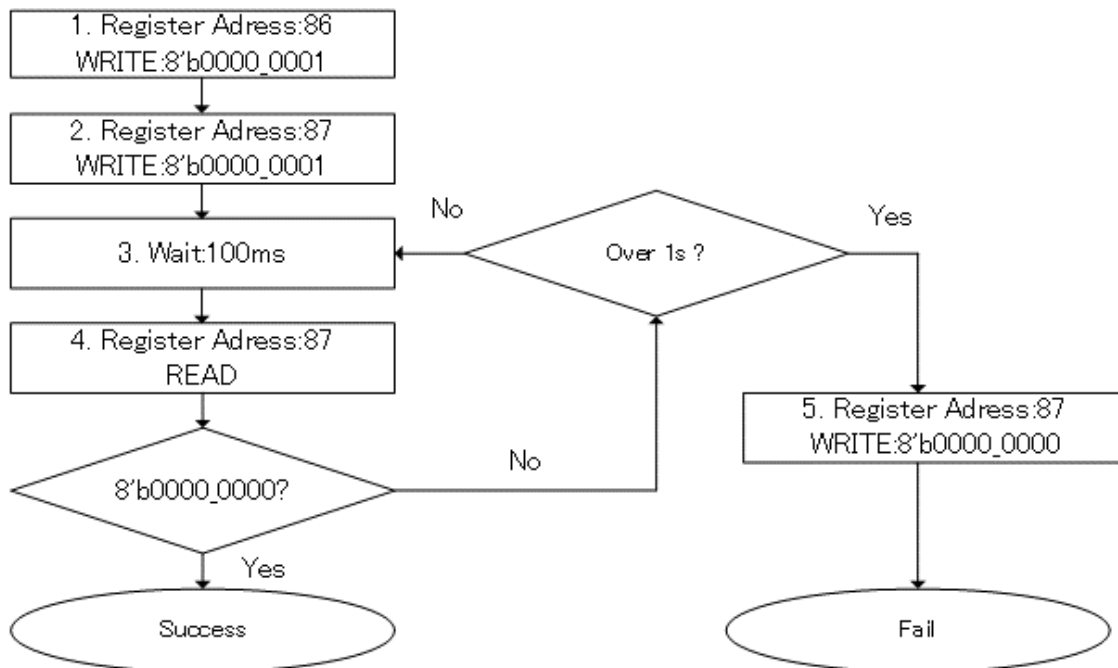 1. Register Adress:86
WRITE:8'b0000_0001
2. Register Adress:87
WRITE:8'b0000_0001
3. Wait:100ms
No
Over 1s ?
Yes
4. Register Adress:87
READ
8'b0000_0000?
No
Yes
Success
5. Register Adress:87
WRITE:8'b0000_0000
Fail